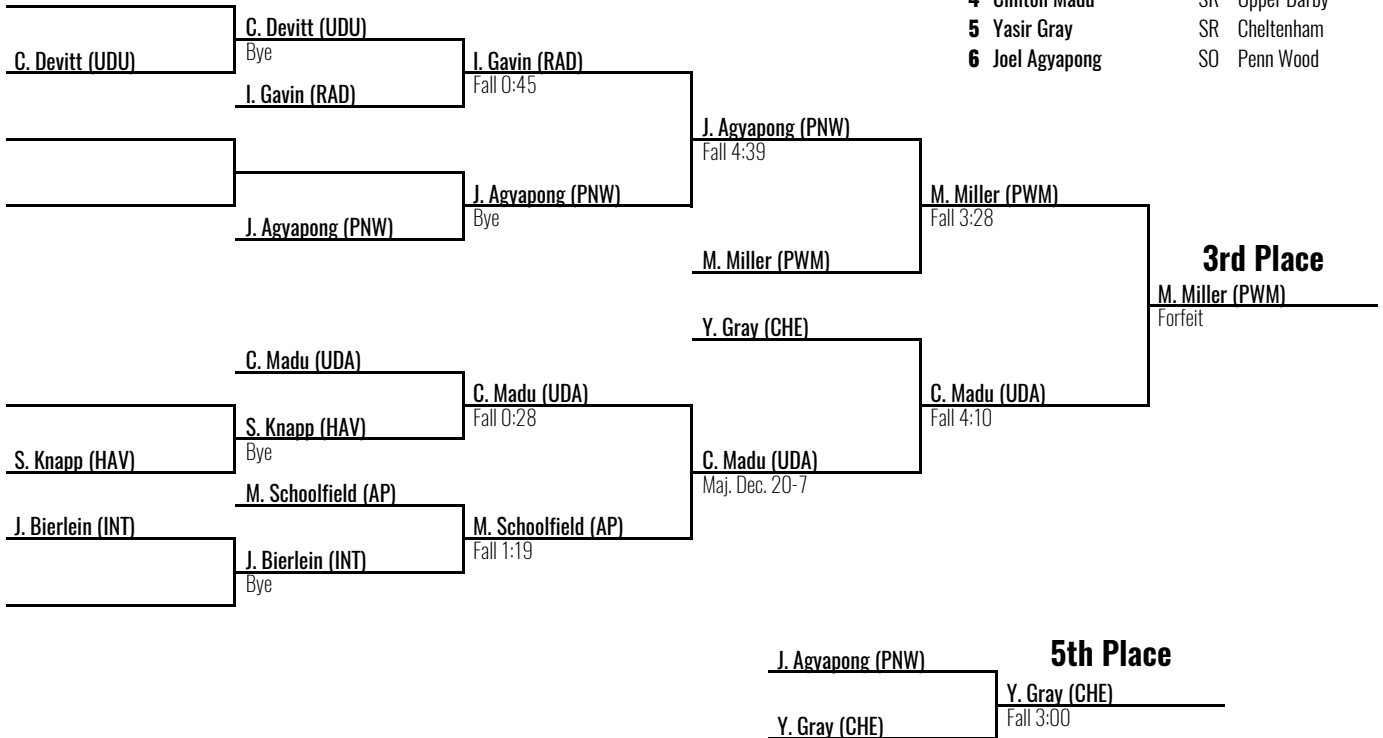 4 Clinton Madu SR Upper Darby
5 Yasir Gray SR Cheltenham
6 Joel Agyapong SO Penn Wood
C. Devitt (UDU)
C. Devitt (UDU)
Bye
I. Gavin (RAD)
I. Gavin (RAD)
Fall 0:45
J. Agyapong (PNW)
J. Agyapong (PNW)
Bye
J. Agyapong (PNW)
Fall 4:39
M. Miller (PWM)
M. Miller (PWM)
Fall 3:28
3rd Place
M. Miller (PWM)
Forfeit
Y. Gray (CHE)
C. Madu (UDA)
S. Knapp (HAV)
S. Knapp (HAV)
Bye
C. Madu (UDA)
Fall 0:28
C. Madu (UDA)
Fall 4:10
C. Madu (UDA)
Maj. Dec. 20-7
M. Schoolfield (AP)
J. Bierlein (INT)
J. Bierlein (INT)
Bye
M. Schoolfield (AP)
Fall 1:19
5th Place
J. Agyapong (PNW)
Y. Gray (CHE)
Y. Gray (CHE)
Fall 3:00